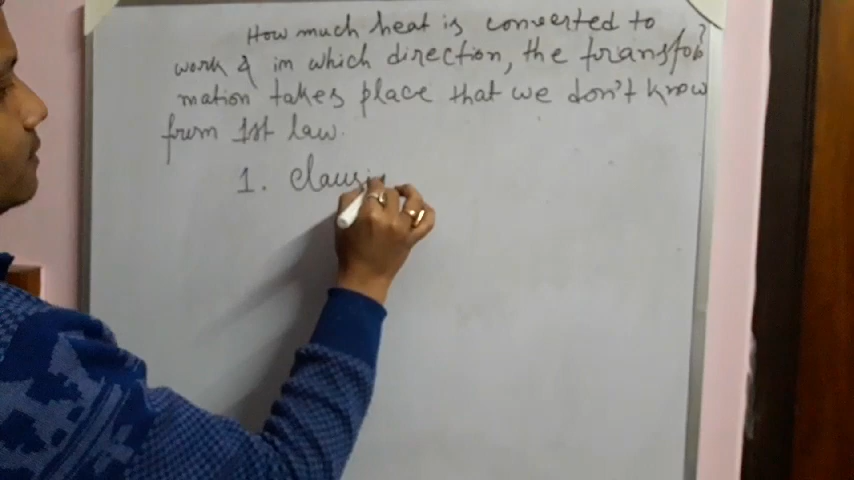 How much heat is converted to
work & in which direction, the transfor
mation takes place that we don't know
from 1st law.
1. Clausi